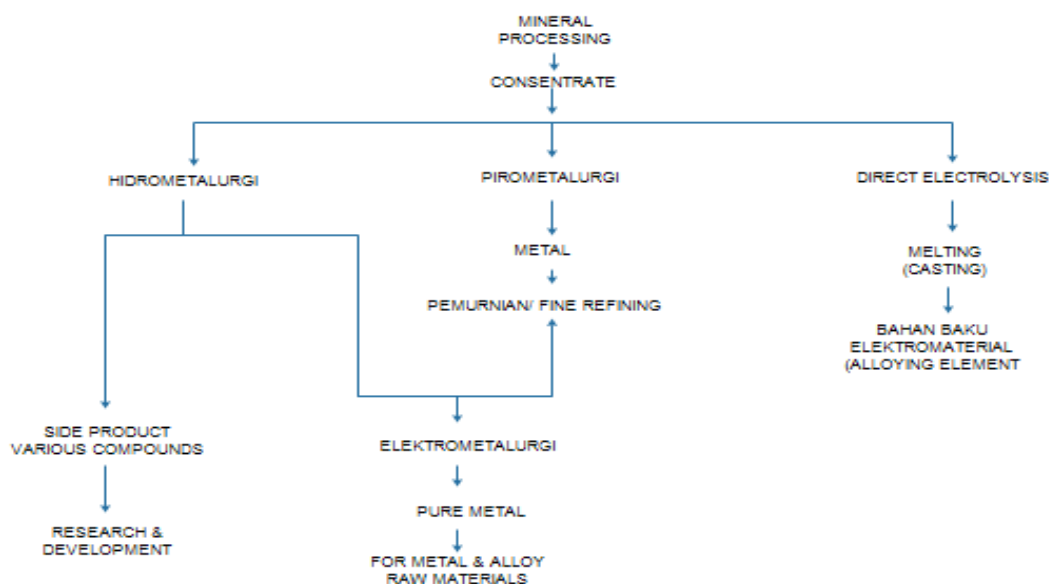 MINERAL
PROCESSING
CONSENTRATE
HIDROMETALURGI
PIROMETALURGI
DIRECT ELECTROLYSIS
METAL
MELTING
(CASTING)
PEMURNIAN/ FINE REFINING
BAHAN BAKU
ELEKTROMATERIAL
(ALLOYING ELEMENT
SIDE PRODUCT
VARIOUS COMPOUNDS
ELEKTROMETALURGI
PURE METAL
RESEARCH &
DEVELOPMENT
FOR METAL & ALLOY
RAW MATERIALS